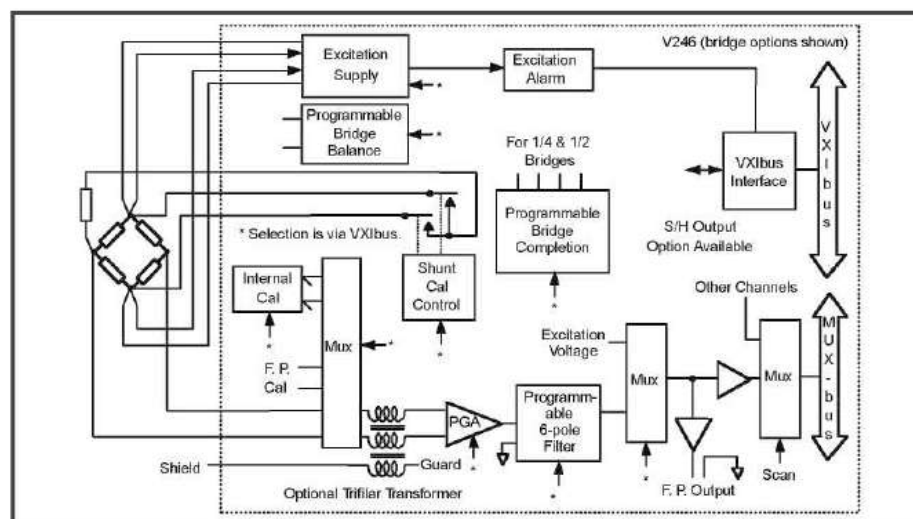 V246 (bridge options shown)
Excitation
Supply
*
Excitation
Alarm
Programmable
Bridge
Balance
*
For 1/4 & 1/2
Bridges
VXIbus
Interface
VXIbus
* Selection is via VXIbus.
Programmable
Bridge
Completion
*
S/H Output
Option Available
Internal
Cal
*
Mux
*
Shunt
Cal
Control
*
Other Channels
MUX-bus
F. P.
Cal
Excitation
Voltage
Mux
*
Mux
Scan
PGA
*
Programm-
able
6-pole
Filter
*
Shield
Guard
Optional Trifilar Transformer
F. P. Output